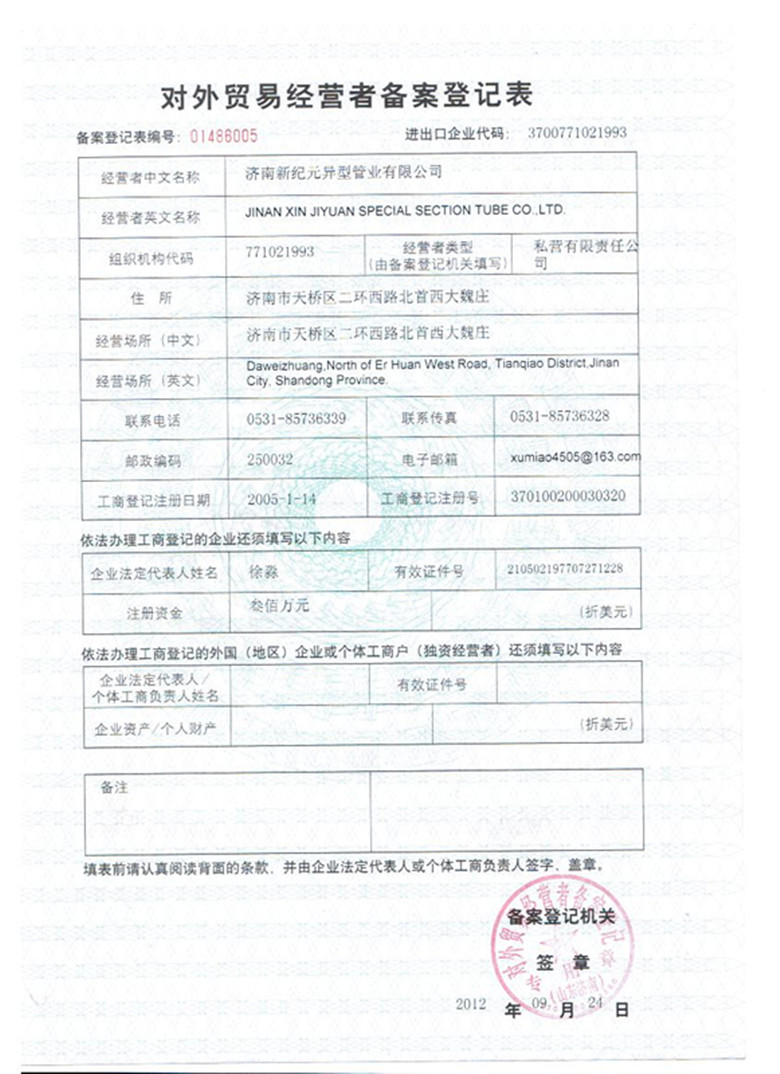 对外贸易经营者备案登记表
备案登记表编号: 01486005 进出口企业代码: 3700771021993
经营者中文名称 济南新纪元异型管业有限公司
经营者英文名称 JINAN XIN JIYUAN SPECIAL SECTION TUBE CO.,LTD.
组织机构代码 771021993 经营者类型 (由备案登记机关填写) 私营有限责任公司
住 所 济南市天桥区二环西路北首西大魏庄
经营场所（中文） 济南市天桥区二环西路北首西大魏庄
经营场所（英文） Daweizhuang,North of Er Huan West Road, Tianqiao District,Jinan
City, Shandong Province.
联系电话 0531-85736339 联系传真 0531-85736328
邮政编码 250032 电子邮箱 xumiao4505@163.com
工商登记注册日期 2005-1-14 工商登记注册号 370100200030320
依法办理工商登记的企业还须填写以下内容
企业法定代表人姓名 徐淼 有效证件号 210502197707271228
注册资金 叁佰万元 (折美元)
依法办理工商登记的外国（地区）企业或个体工商户（独资经营者）还须填写以下内容
企业法定代表人/
个体工商负责人姓名 有效证件号
企业资产/个人财产 (折美元)
备注
填表前请认真阅读背面的条款，并由企业法定代表人或个体工商负责人签字、盖章。
备案登记机关
签 章
对外贸易经营者备案登记
专用章
(山东济南)
2012 年 09 月 24 日